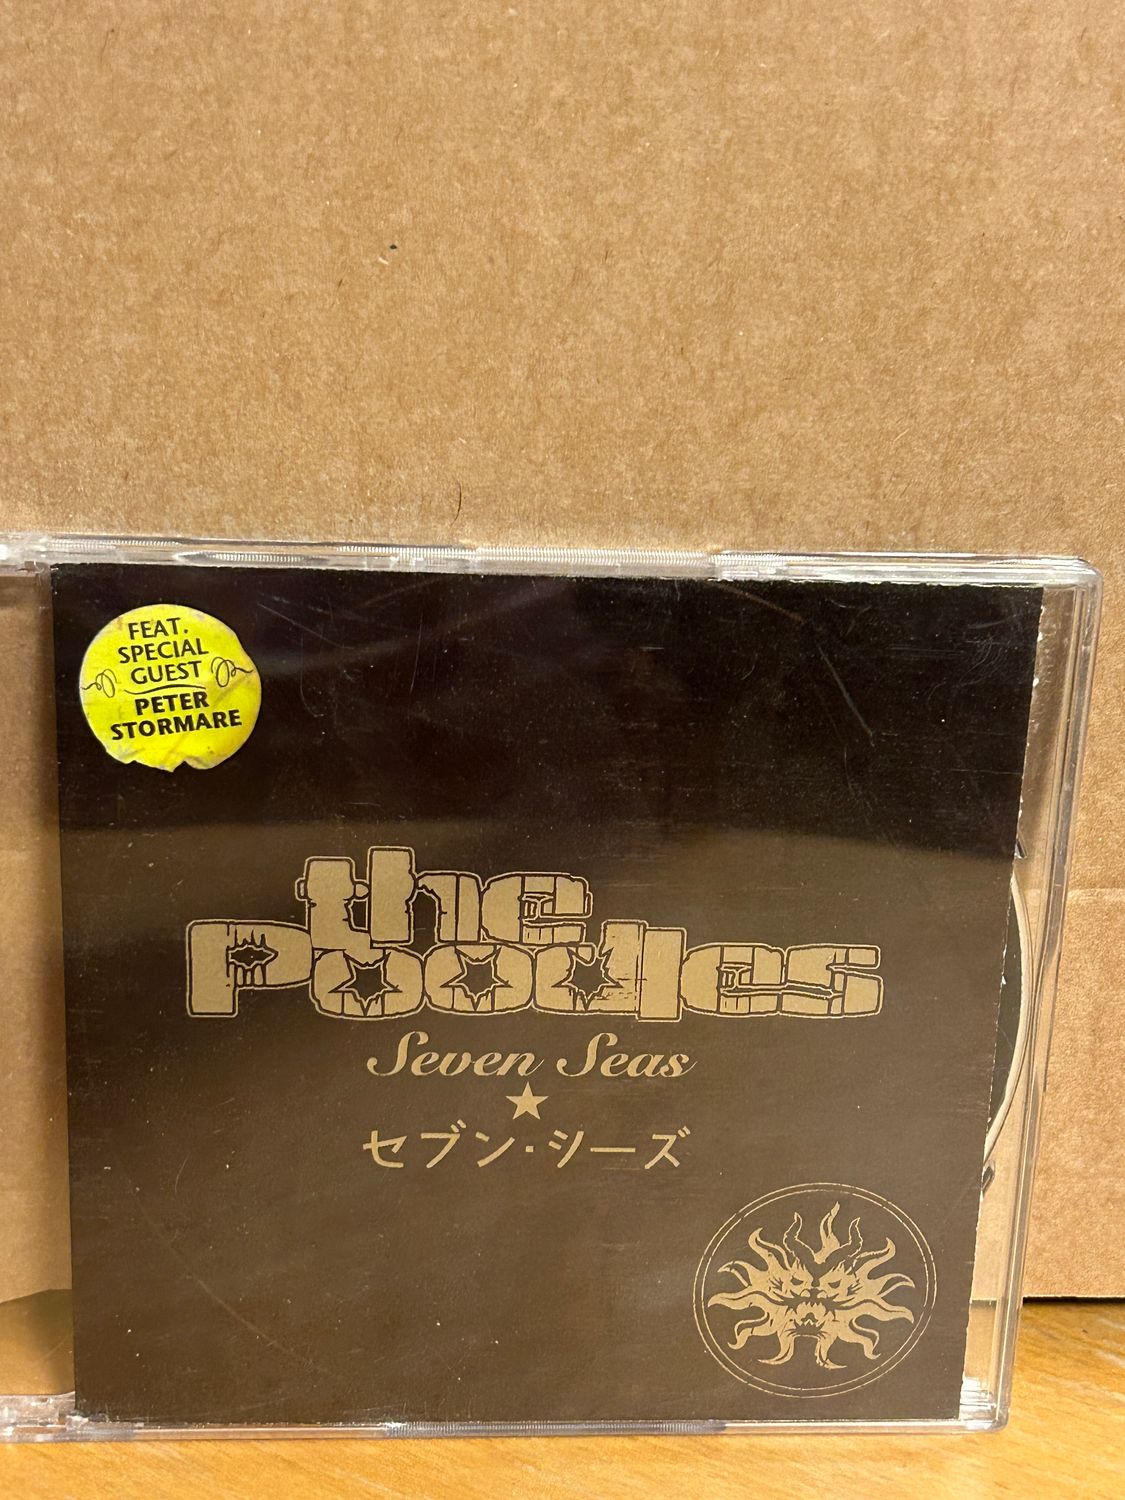 FEAT.
SPECIAL
GUEST
PETER
STORMARE
the
Poodles
Seven Seas
セブン・シーズ